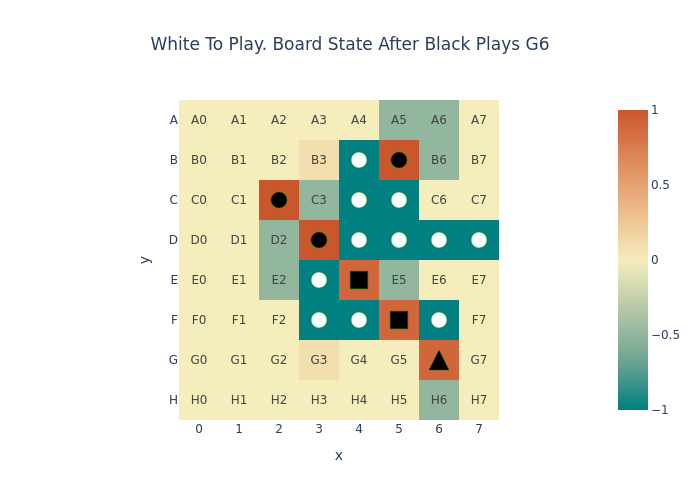 White To Play. Board State After Black Plays G6
A A0 A1 A2 A3 A4 A5 A6 A7
B B0 B1 B2 B3 B6 B7
C C0 C1 C3 C6 C7
D D0 D1 D2
E E0 E1 E2 E5 E6 E7
F F0 F1 F2 F7
G G0 G1 G2 G3 G4 G5 G7
H H0 H1 H2 H3 H4 H5 H6 H7
0 1 2 3 4 5 6 7
x
y
1
0.5
0
−0.5
−1